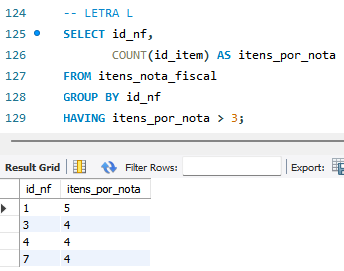 124 -- LETRA L
125 SELECT id_nf,
126 COUNT(id_item) AS itens_por_nota
127 FROM itens_nota_fiscal
128 GROUP BY id_nf
129 HAVING itens_por_nota > 3;
Result Grid Filter Rows: Export:
id_nf itens_por_nota
1 5
3 4
4 4
7 4